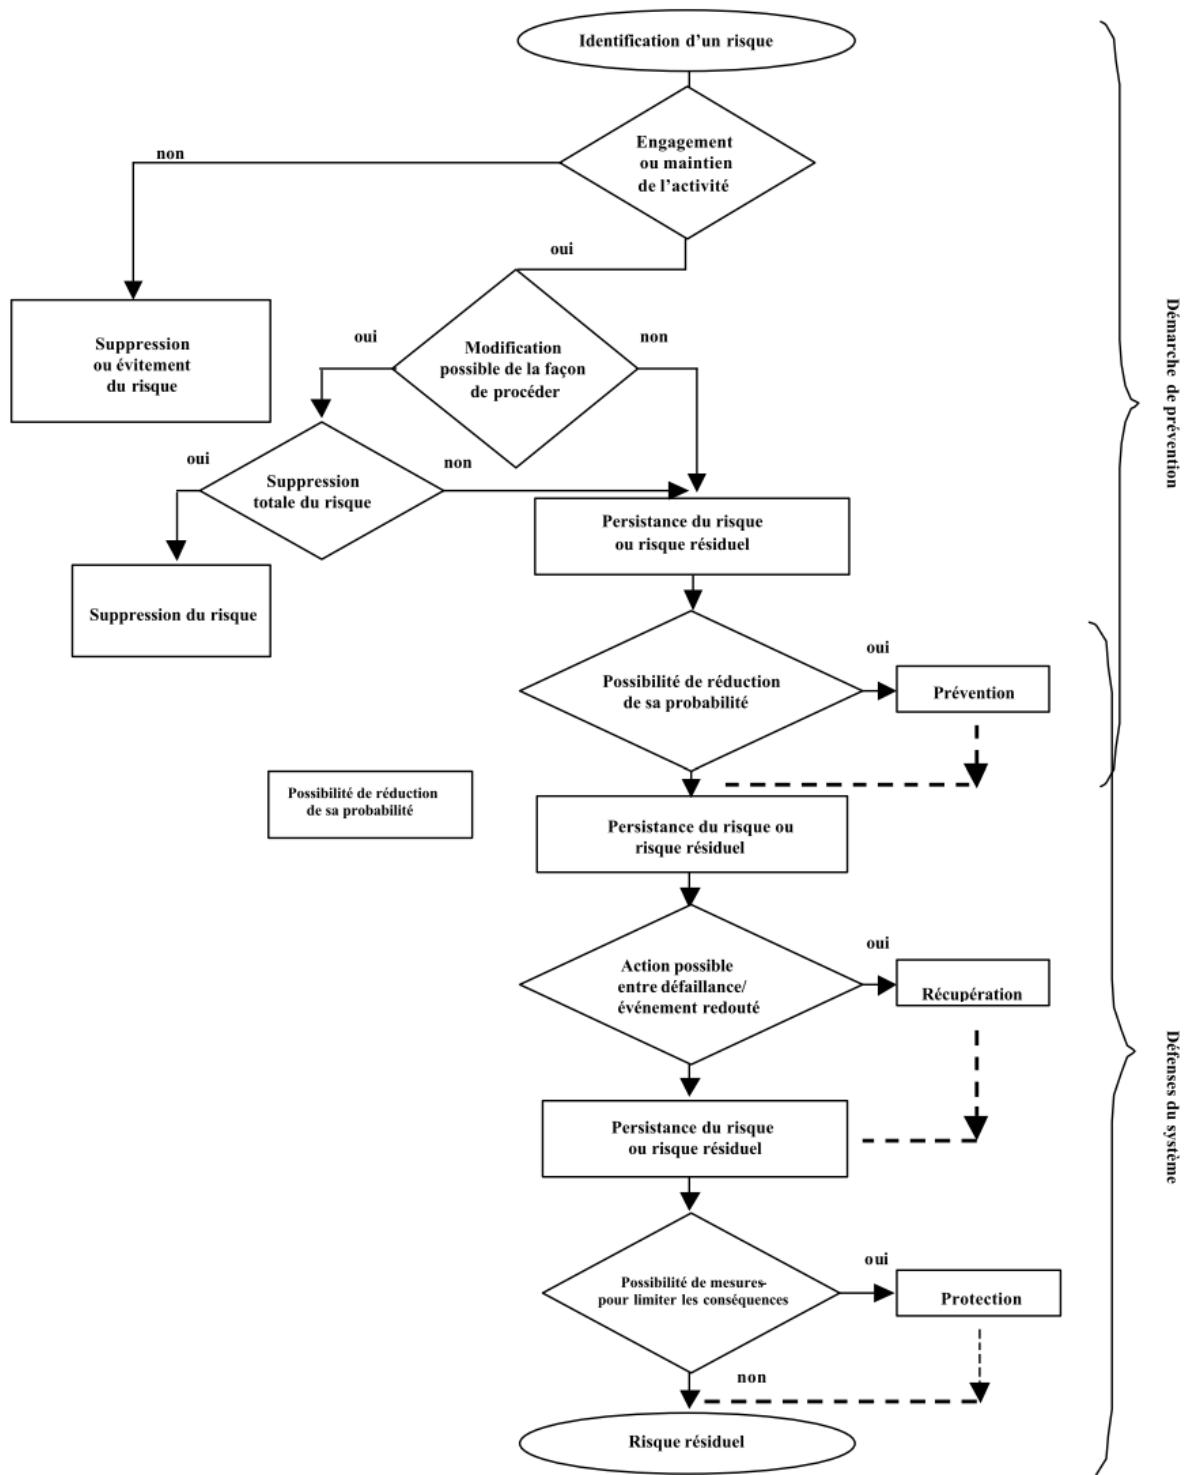 Identification d’un risque
Engagement
ou maintien
de l’activité
non
oui
Suppression
ou évitement
du risque
oui
Modification
possible de la façon
de procéder
non
Démarche de prévention
oui
Suppression
totale du risque
non
Persistance du risque
ou risque résiduel
Suppression du risque
Possibilité de réduction
de sa probabilité
oui
Prévention
Possibilité de réduction
de sa probabilité
Persistance du risque ou
risque résiduel
Action possible
entre défaillance/
événement redouté
oui
Récupération
Défenses du système
Persistance du risque
ou risque résiduel
Possibilité de mesures-
pour limiter les conséquences
oui
Protection
non
Risque résiduel